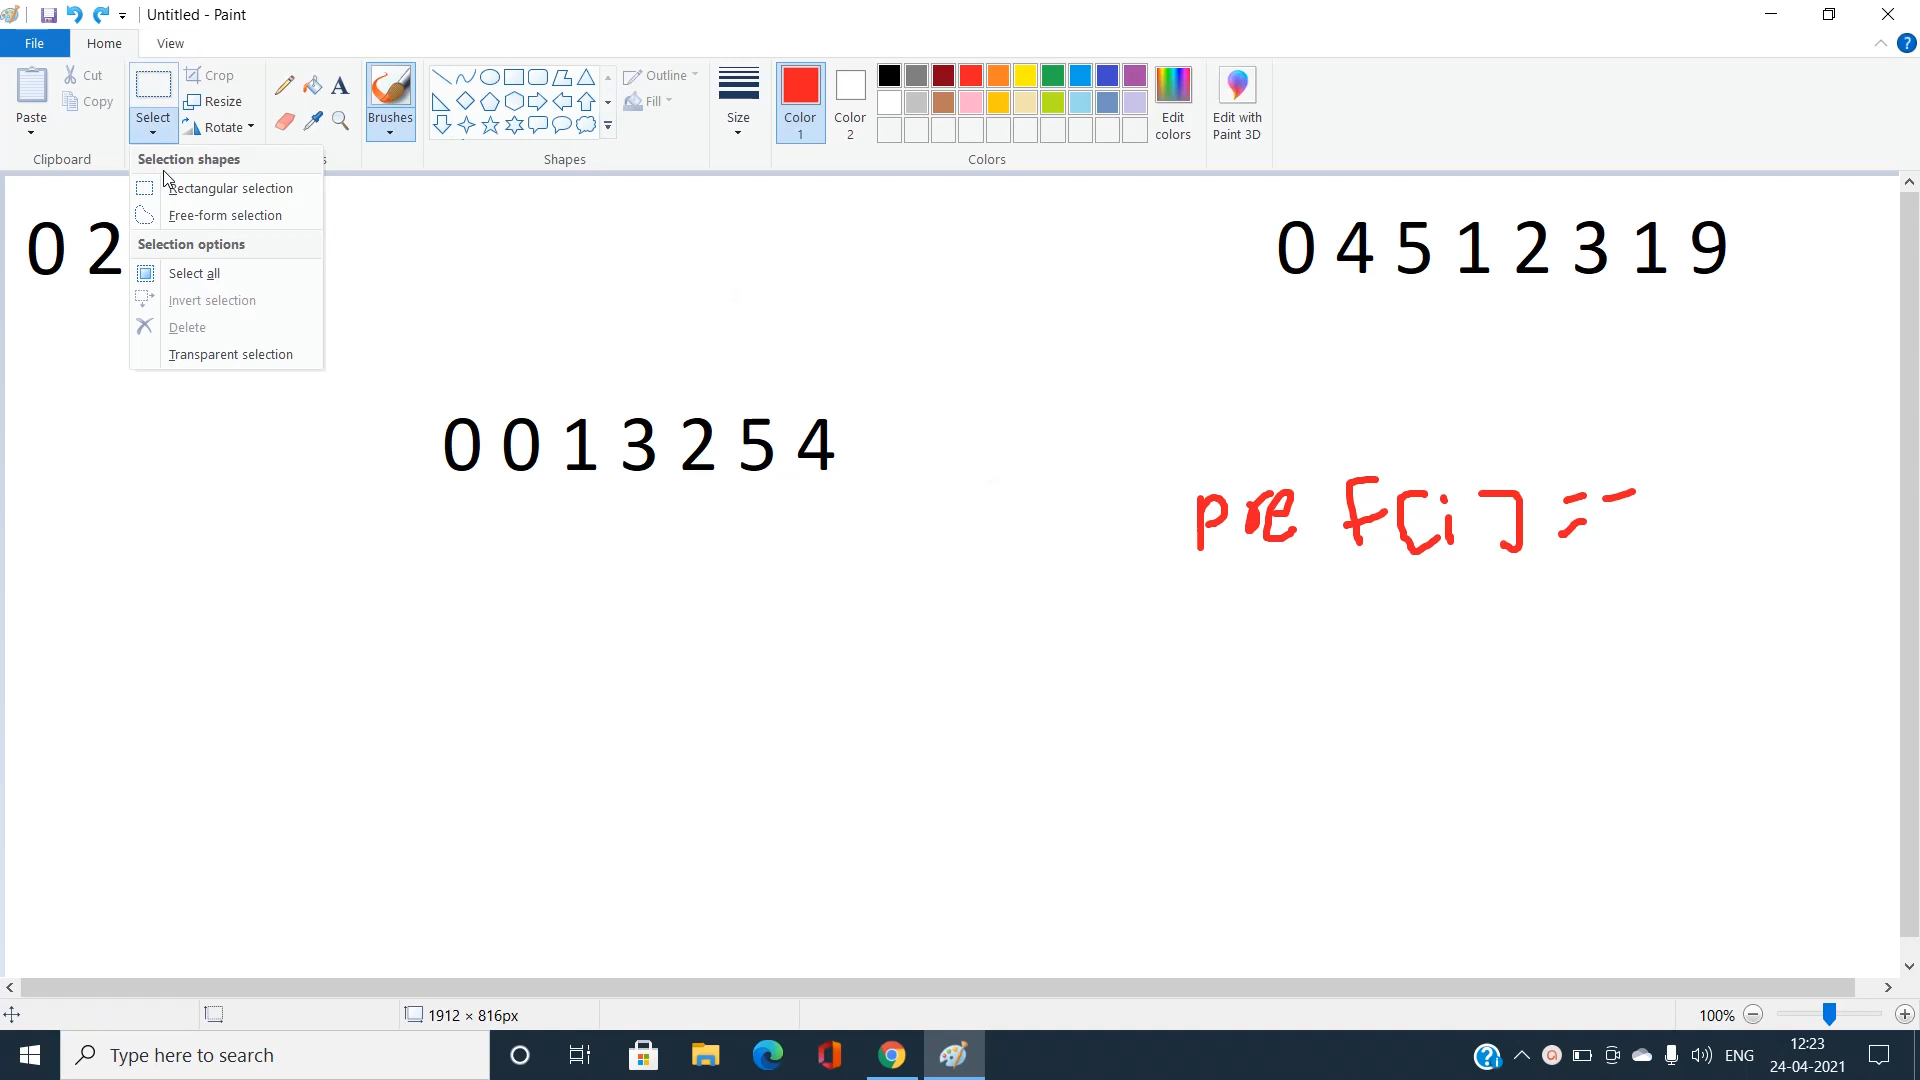 Untitled - Paint
File Home View
Paste
Cut
Copy
Clipboard
Select
Crop
Resize
Rotate
Brushes
Outline
Fill
Shapes
Size
Color 1
Color 2
Edit colors
Colors
Edit with Paint 3D
Selection shapes
Rectangular selection
Free-form selection
Selection options
Select all
Invert selection
Delete
Transparent selection
0 2
0 4 5 1 2 3 1 9
0 0 1 3 2 5 4
pre F[i] = -
1912 × 816px
100%
Type here to search
ENG
12:23
24-04-2021